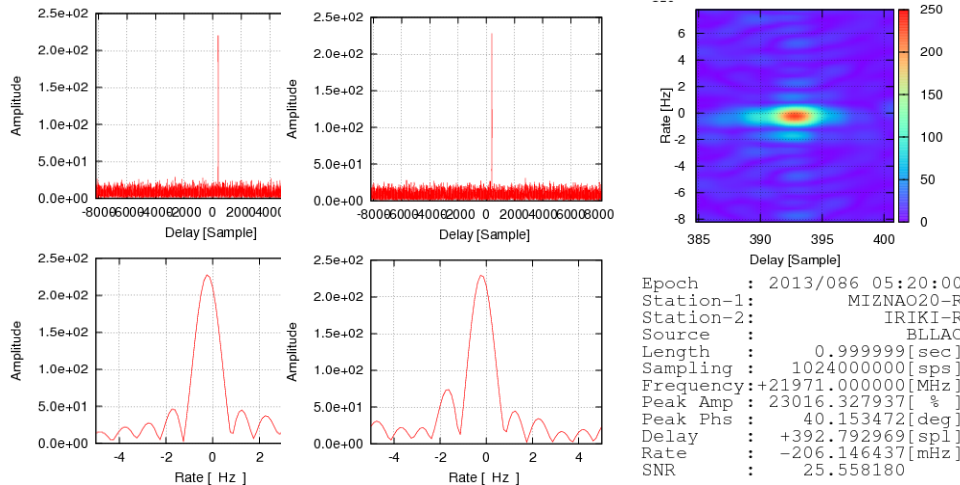 2.5e+02
2.0e+02
1.5e+02
1.0e+02
5.0e+01
0.0e+00
Amplitude
-8000 -6000 -4000 -2000 0 2000 4000
Delay [Sample]
2.5e+02
2.0e+02
1.5e+02
1.0e+02
5.0e+01
0.0e+00
Amplitude
-8000 -6000 -4000 -2000 0 2000 4000 6000 8000
Delay [Sample]
6
4
2
0
-2
-4
-6
-8
Rate [Hz]
385 390 395 400
Delay [Sample]
250
200
150
100
50
0
2.5e+02
2.0e+02
1.5e+02
1.0e+02
5.0e+01
0.0e+00
Amplitude
-4 -2 0 2
Rate [ Hz]
2.5e+02
2.0e+02
1.5e+02
1.0e+02
5.0e+01
0.0e+00
Amplitude
-4 -2 0 2 4
Rate [ Hz]
Epoch : 2013/086 05:20:00
Station-1: MIZNAO20-R
Station-2: IRIKI-R
Source : BLLAC
Length : 0.999999[sec]
Sampling : 1024000000[sps]
Frequency:+21971.000000[MHz]
Peak Amp : 23016.327937[ % ]
Peak Phs : 40.153472[deg]
Delay : +392.792969[spl]
Rate : -206.146437[mHz]
SNR : 25.558180